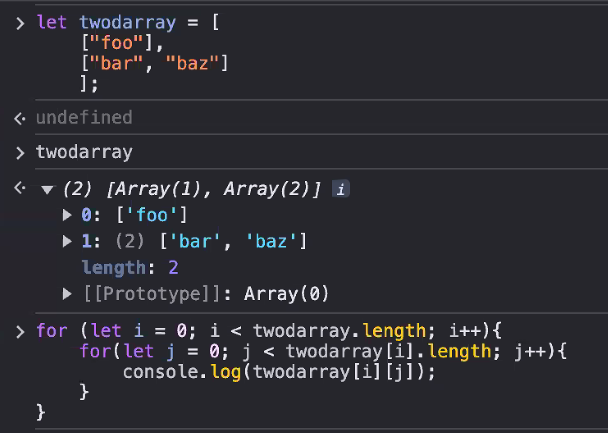 let twodarray = [
["foo"],
["bar", "baz"]
];
undefined
twodarray
(2) [Array(1), Array(2)] i
0: ['foo']
1: (2) ['bar', 'baz']
length: 2
[[Prototype]]: Array(0)
for (let i = 0; i < twodarray.length; i++){
for(let j = 0; j < twodarray[i].length; j++){
console.log(twodarray[i][j]);
}
}